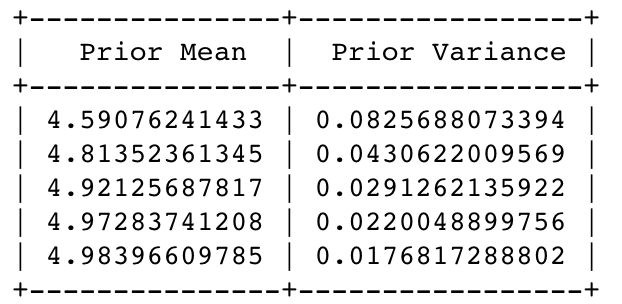 +---------------+-----------------+
|   Prior Mean  |  Prior Variance |
+---------------+-----------------+
| 4.59076241433 | 0.0825688073394 |
| 4.81352361345 | 0.0430622009569 |
| 4.92125687817 | 0.0291262135922 |
| 4.97283741208 | 0.0220048899756 |
| 4.98396609785 | 0.0176817288802 |
+---------------+-----------------+